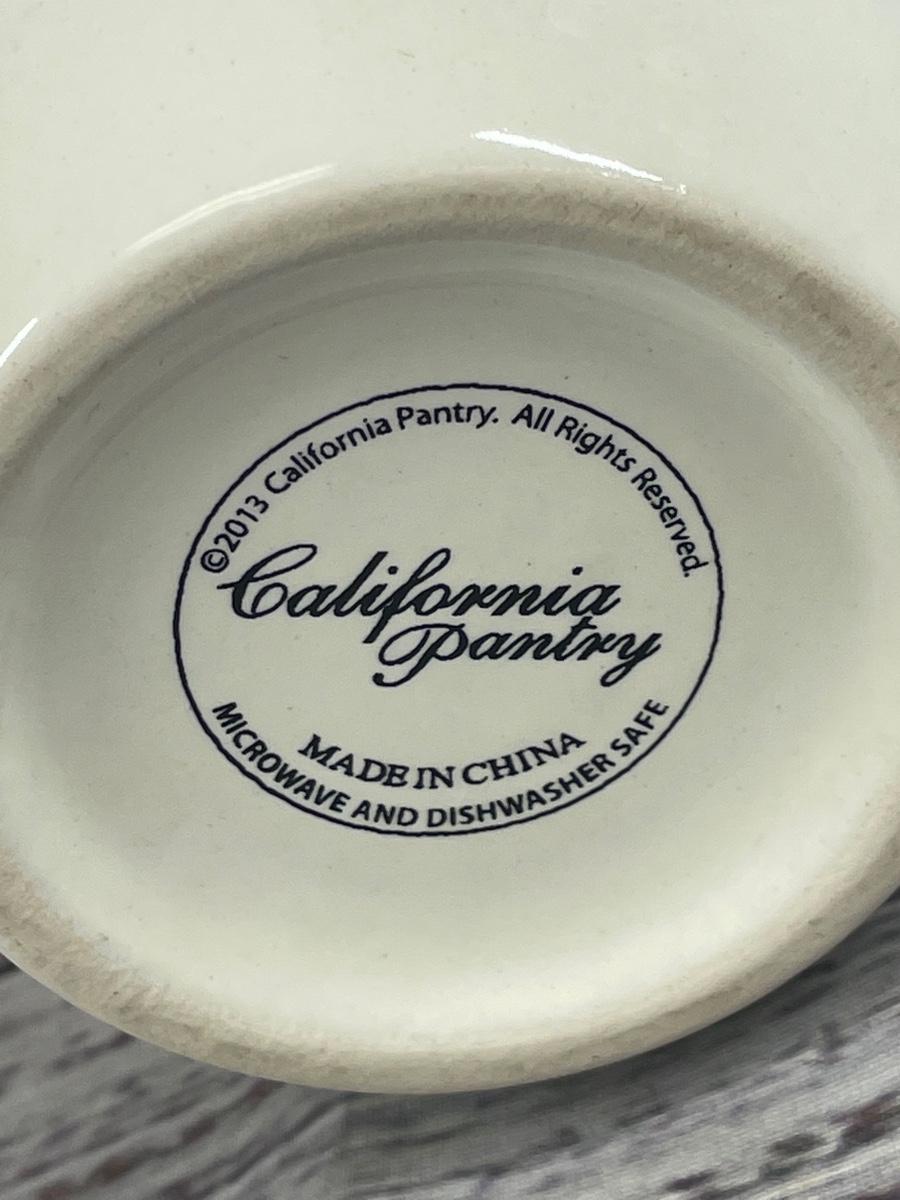 ©2013 California Pantry. All Rights Reserved.
California
Pantry
MADE IN CHINA
MICROWAVE AND DISHWASHER SAFE